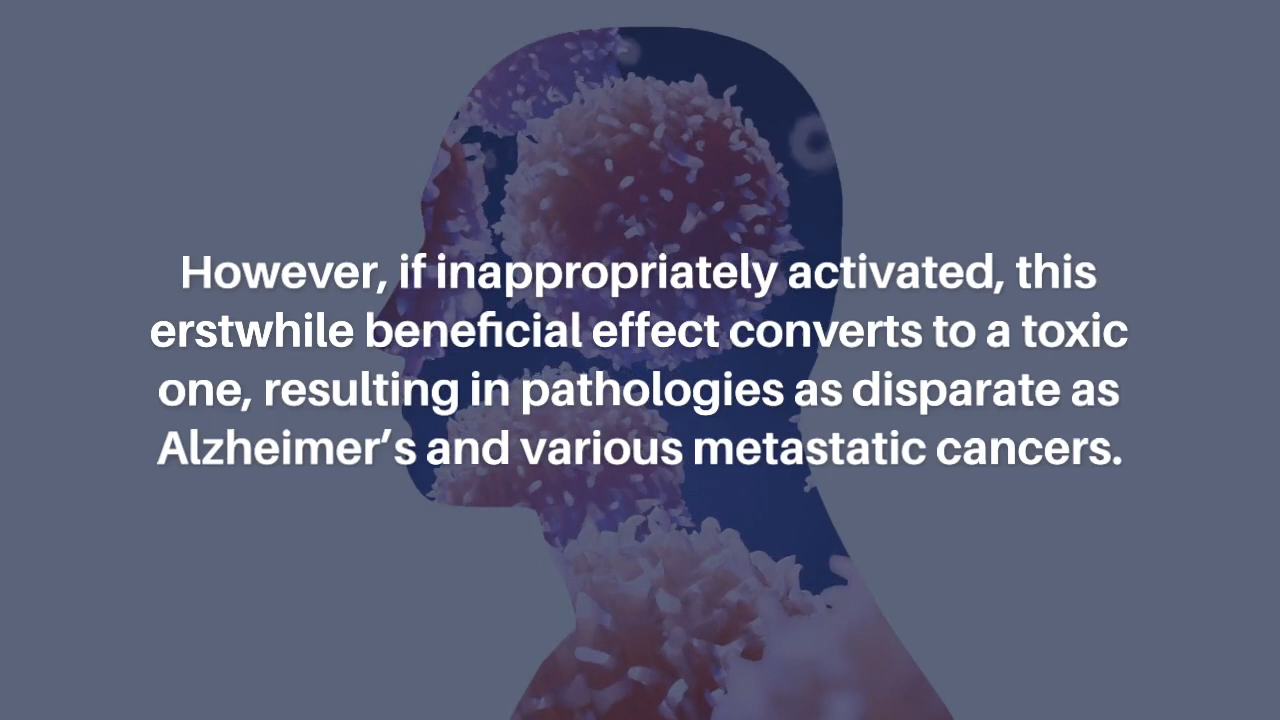 However, if inappropriately activated, this
erstwhile beneficial effect converts to a toxic
one, resulting in pathologies as disparate as
Alzheimer’s and various metastatic cancers.